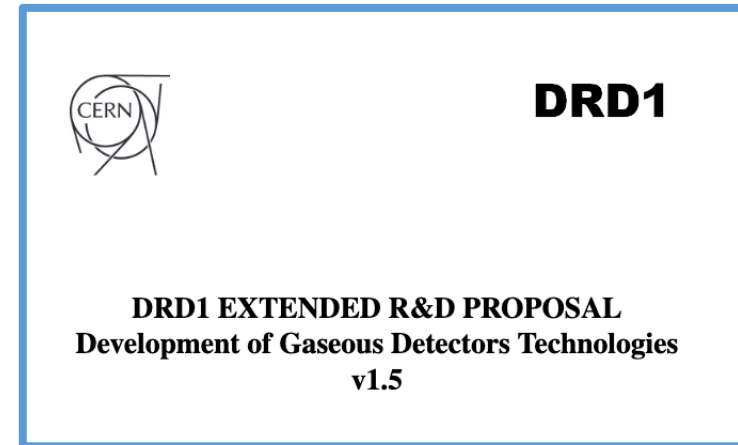 CERN
DRD1
DRD1 EXTENDED R&D PROPOSAL
Development of Gaseous Detectors Technologies
v1.5